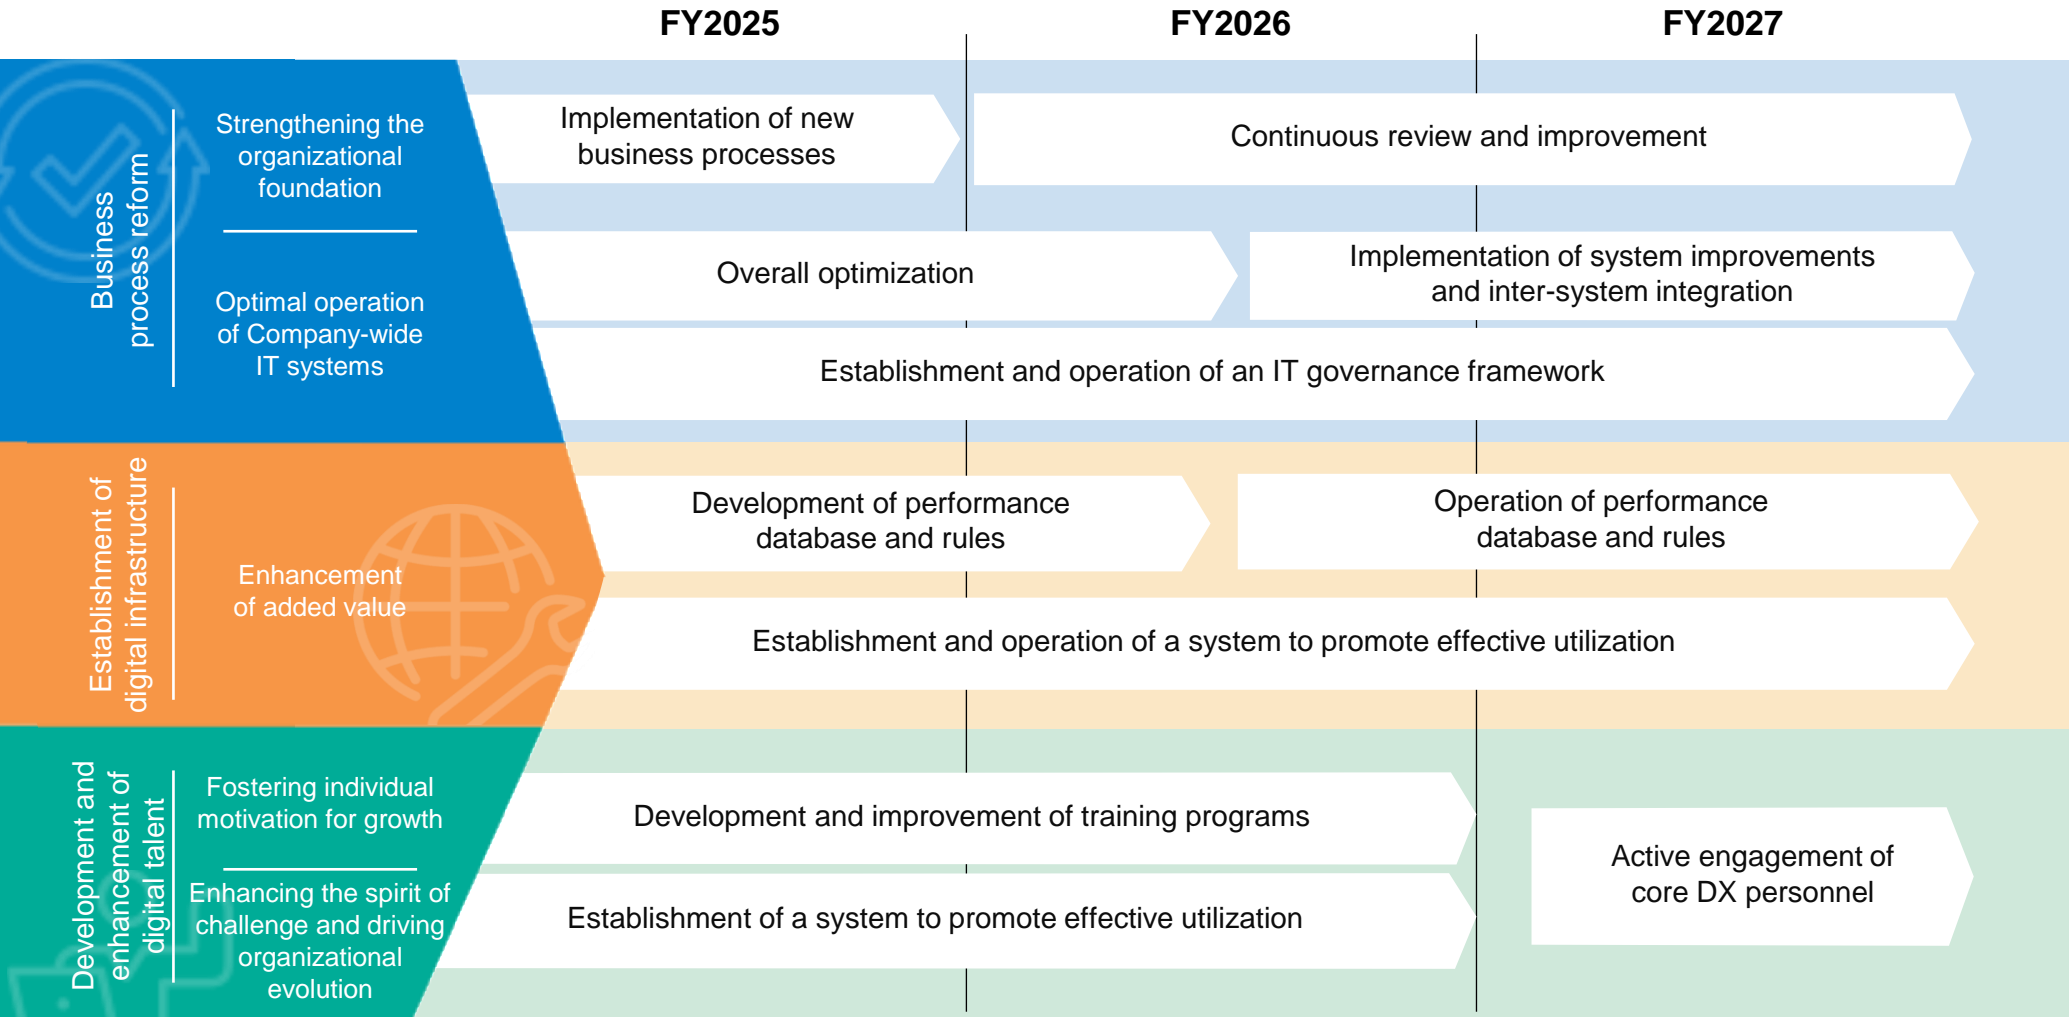 FY2025
FY2026
FY2027
Business
process reform
Strengthening the
organizational
foundation
Implementation of new
business processes
Continuous review and improvement
Optimal operation
of Company-wide
IT systems
Overall optimization
Implementation of system improvements
and inter-system integration
Establishment and operation of an IT governance framework
Establishment of
digital infrastructure
Enhancement
of added value
Development of performance
database and rules
Operation of performance
database and rules
Establishment and operation of a system to promote effective utilization
Development and
enhancement of
digital talent
Fostering individual
motivation for growth
Development and improvement of training programs
Enhancing the spirit of
challenge and driving
organizational
evolution
Establishment of a system to promote effective utilization
Active engagement of
core DX personnel